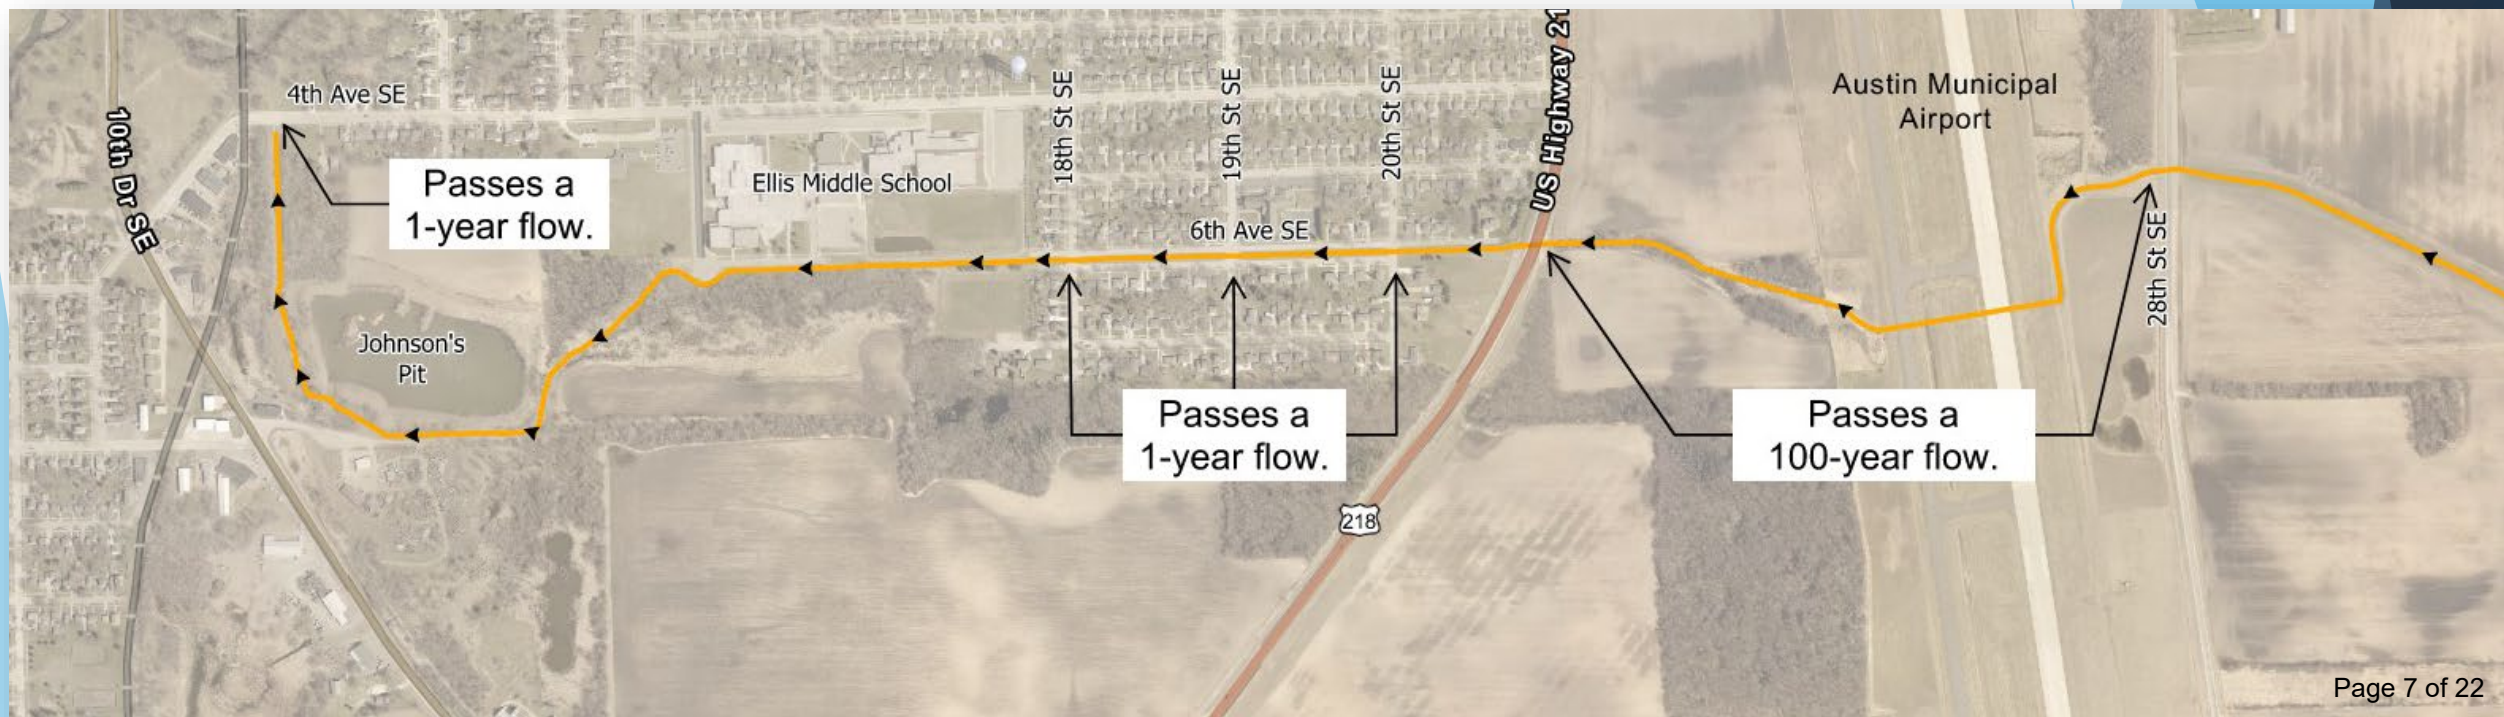 4th Ave SE
10th Dr SE
Passes a
1-year flow.
Ellis Middle School
18th St SE
19th St SE
20th St SE
6th Ave SE
US Highway 21
Austin Municipal
Airport
28th St SE
Johnson's
Pit
Passes a
1-year flow.
Passes a
100-year flow.
218
Page 7 of 22